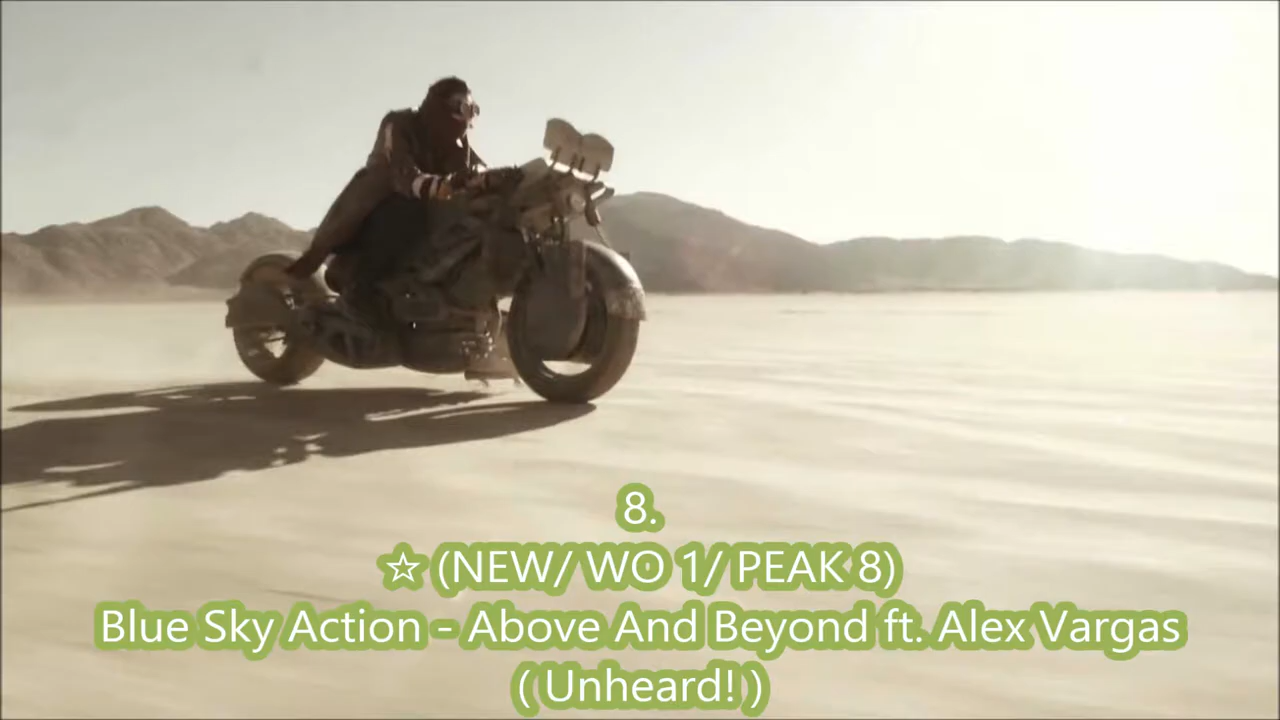 8.
☆ (NEW/ WO 1/ PEAK 8)
Blue Sky Action - Above And Beyond ft. Alex Vargas
( Unheard! )